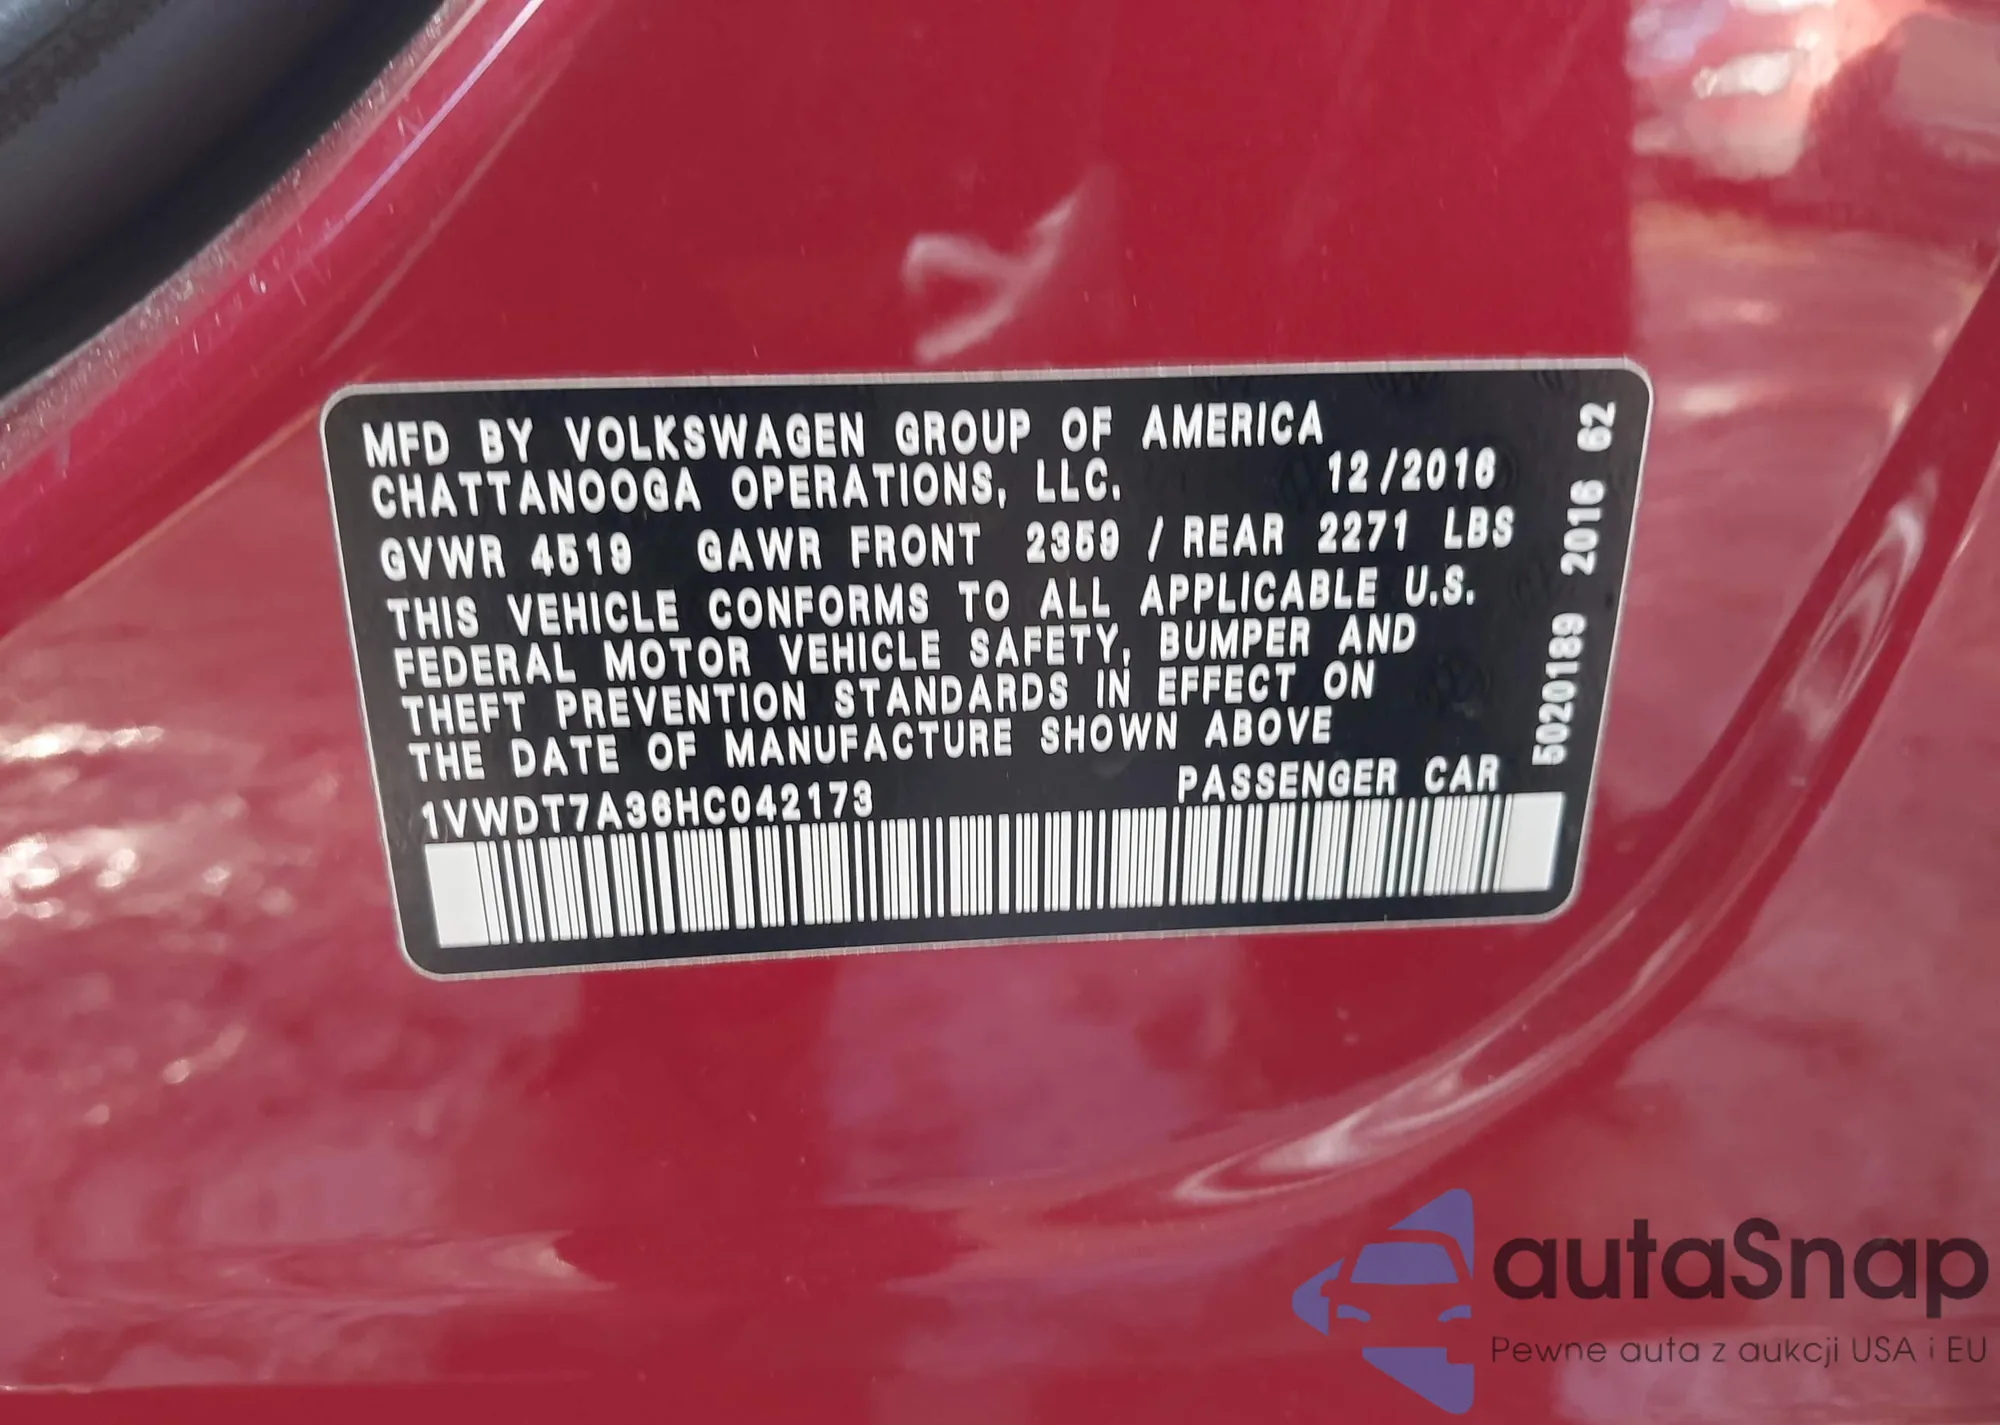 MFD BY VOLKSWAGEN GROUP OF AMERICA
CHATTANOOGA OPERATIONS, LLC. 12/2016
GVWR 4519 GAWR FRONT 2359 / REAR 2271 LBS
THIS VEHICLE CONFORMS TO ALL APPLICABLE U.S.
FEDERAL MOTOR VEHICLE SAFETY, BUMPER AND
THEFT PREVENTION STANDARDS IN EFFECT ON
THE DATE OF MANUFACTURE SHOWN ABOVE
1VWDT7A36HC042173 PASSENGER CAR
5020189 2016 62
autaSnap
Pewne auta z aukcji USA i EU